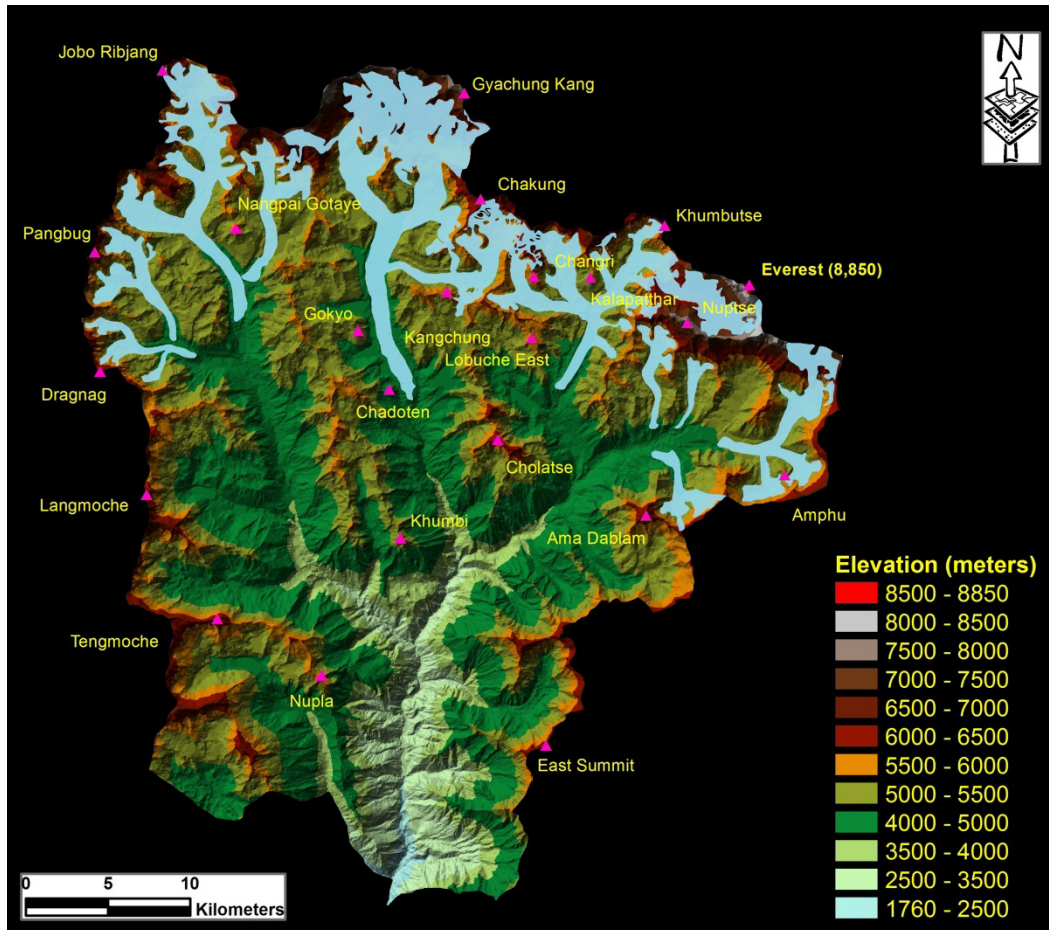 Jobo Ribjang
N
Gyachung Kang
Chakung
Nangpai Gotaye
Khumbutse
Pangbug
Changri
Everest (8,850)
Kalapatthar
Nuptse
Gokyo
Kangchung
Lobuche East
Dragnag
Chadoten
Cholatse
Langmoche
Amphu
Khumbi
Ama Dablam
Elevation (meters)
8500 - 8850
8000 - 8500
7500 - 8000
7000 - 7500
6500 - 7000
6000 - 6500
5500 - 6000
5000 - 5500
4000 - 5000
3500 - 4000
2500 - 3500
1760 - 2500
Tengmoche
Nupla
East Summit
0 5 10
Kilometers